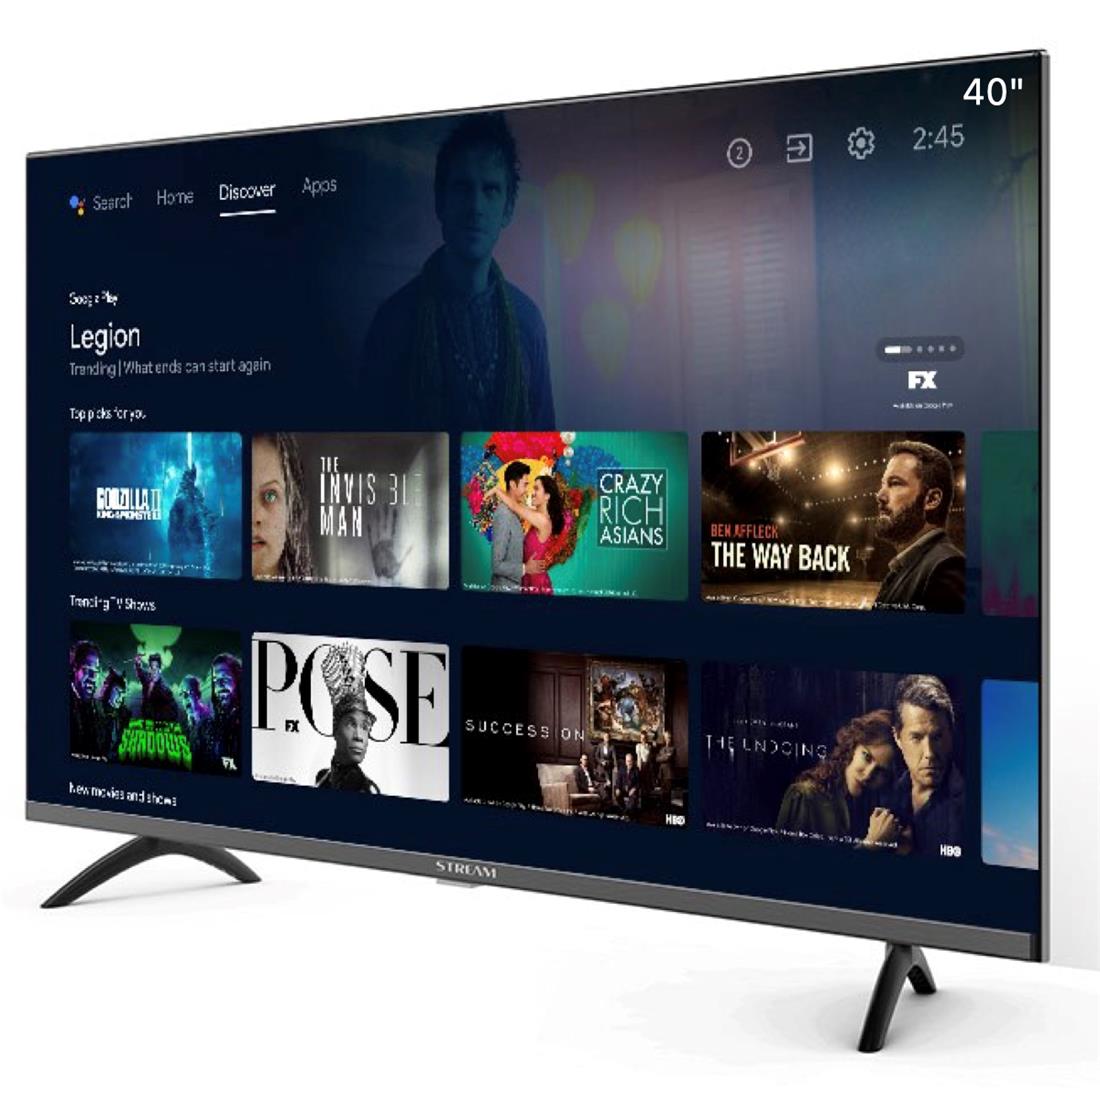 40"
2
2:45
Search Home Discover Apps
Google Play
Legion
Trending | What ends can start again
FX
Top picks for you
GODZILLA II
KING OF THE MONSTERS
THE
INVISIBLE
MAN
CRAZY
RICH
ASIANS
BEN AFFLECK
THE WAY BACK
Trending TV Shows
SHADOWS
FX
POSE
FX
SUCCESSION
HBO
THE UNDOING
HBO
New movies and shows
STREAM